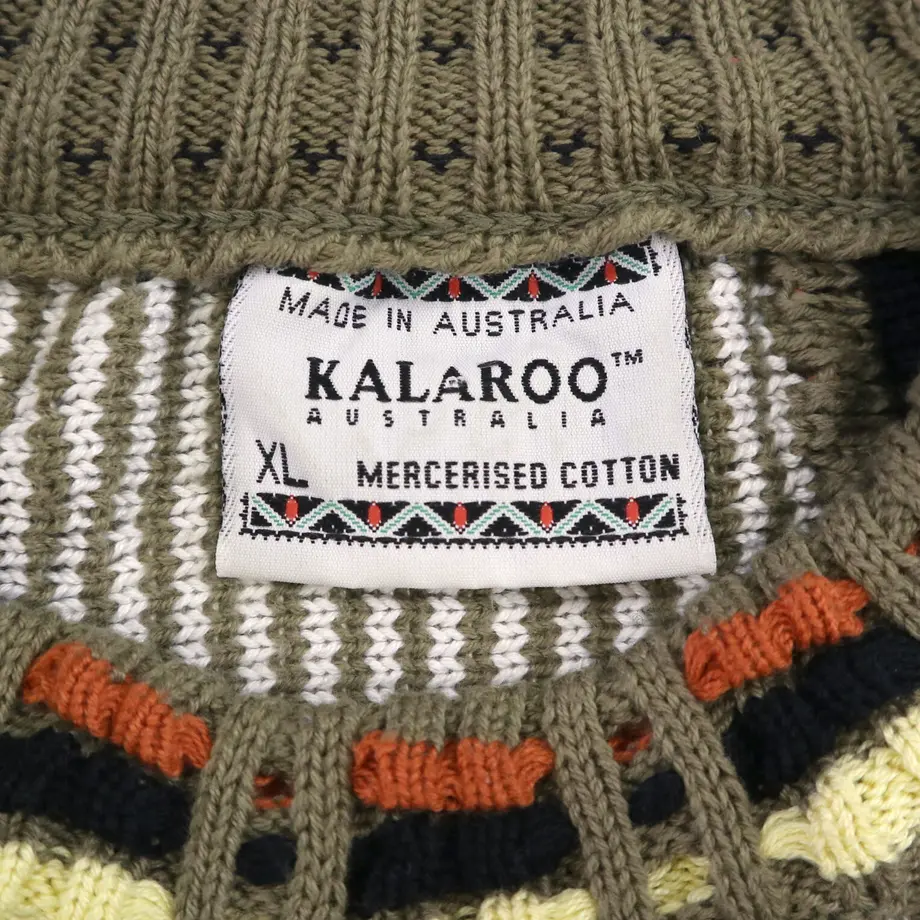 MADE IN AUSTRALIA
KALAROO™
AUSTRALIA
XL MERCERISED COTTON